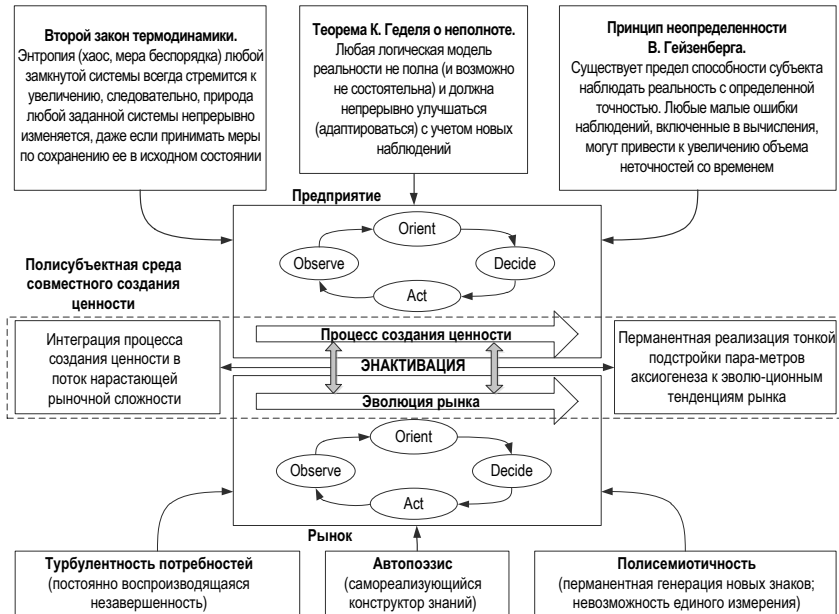 Второй закон термодинамики.
Энтропия (хаос, мера беспорядка) любой
замкнутой системы всегда стремится к
увеличению, следовательно, природа
любой заданной системы непрерывно
изменяется, даже если принимать меры
по сохранению ее в исходном состоянии
Теорема К. Геделя о неполноте.
Любая логическая модель
реальности не полна (и возможно
не состоятельна) и должна
непрерывно улучшаться
(адаптироваться) с учетом новых
наблюдений
Принцип неопределенности
В. Гейзенберга.
Существует предел способности субъекта
наблюдать реальность с определенной
точностью. Любые малые ошибки
наблюдений, включенные в вычисления,
могут привести к увеличению объема
неточностей со временем
Предприятие
Orient
Observe
Decide
Act
Полисубъектная среда
совместного создания
ценности
Процесс создания ценности
Интеграция процесса
создания ценности в
поток нарастающей
рыночной сложности
ЭНАКТИВАЦИЯ
Перманентная реализация тонкой
подстройки пара-метров
аксиогенеза к эволю-ционным
тенденциям рынка
Эволюция рынка
Orient
Observe
Decide
Act
Рынок
Турбулентность потребностей
(постоянно воспроизводящаяся
незавершенность)
Автопоэзис
(самореализующийся
конструктор знаний)
Полисемиотичность
(перманентная генерация новых знаков;
невозможность единого измерения)